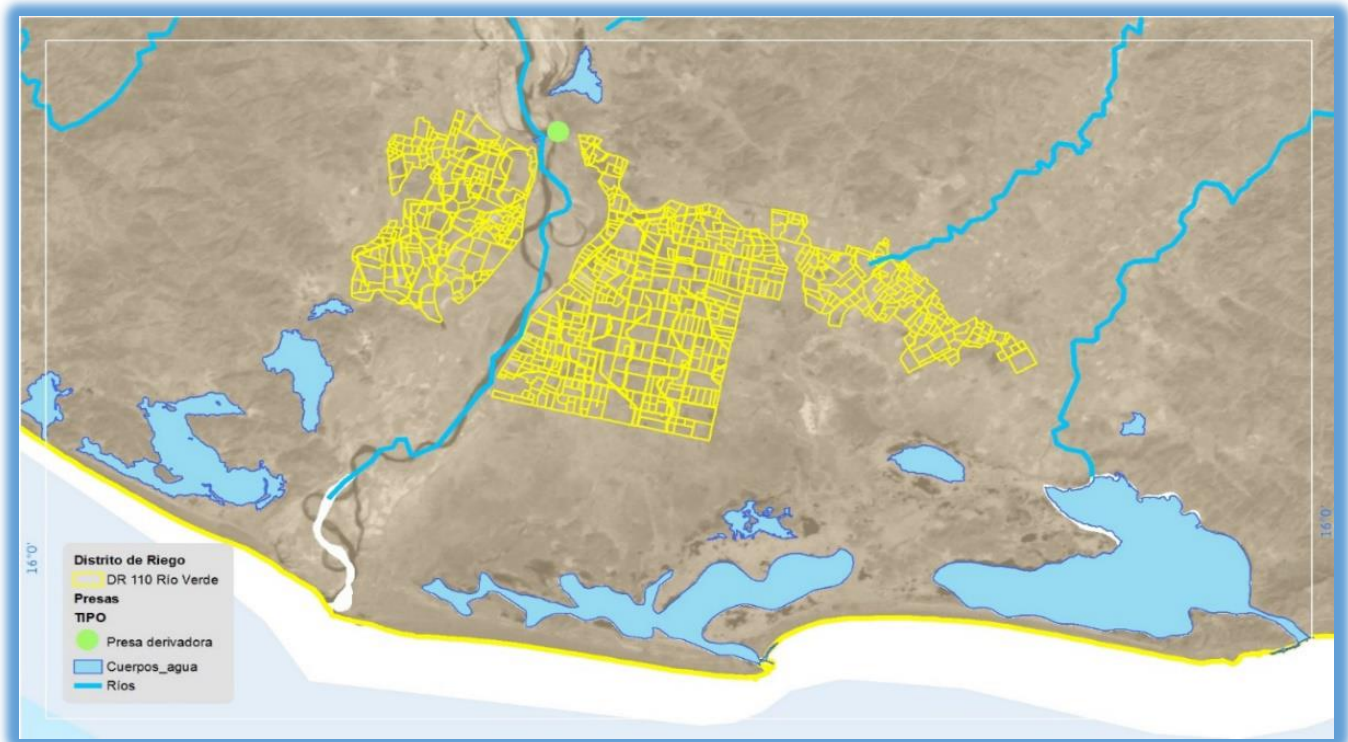 16°0'
16°0'
Distrito de Riego
DR 110 Río Verde
Presas
TIPO
Presa derivadora
Cuerpos_agua
Ríos